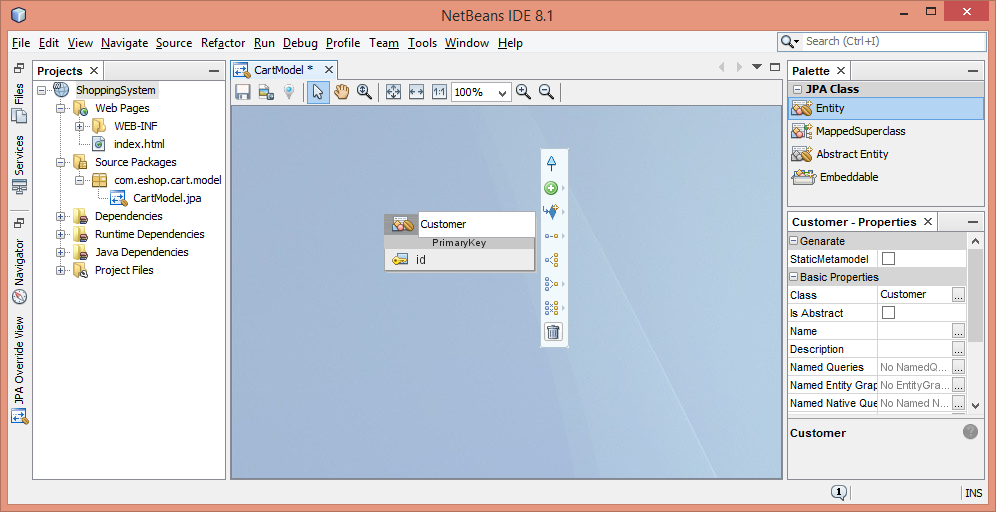 NetBeans IDE 8.1
File Edit View Navigate Source Refactor Run Debug Profile Team Tools Window Help
Search (Ctrl+I)
Files
Services
Navigator
JPA Override View
Projects
ShoppingSystem
Web Pages
WEB-INF
index.html
Source Packages
com.eshop.cart.model
CartModel.jpa
Dependencies
Runtime Dependencies
Java Dependencies
Project Files
CartModel *
1:1
100%
Customer
PrimaryKey
id
Palette
JPA Class
Entity
MappedSuperclass
Abstract Entity
Embeddable
Customer - Properties
Genarate
StaticMetamodel
Basic Properties
Class Customer ...
Is Abstract
Name ...
Description ...
Named Queries No NamedQ... ...
Named Entity Grap No EntityGra... ...
Named Native Que No Named N... ...
Customer
?
1
INS